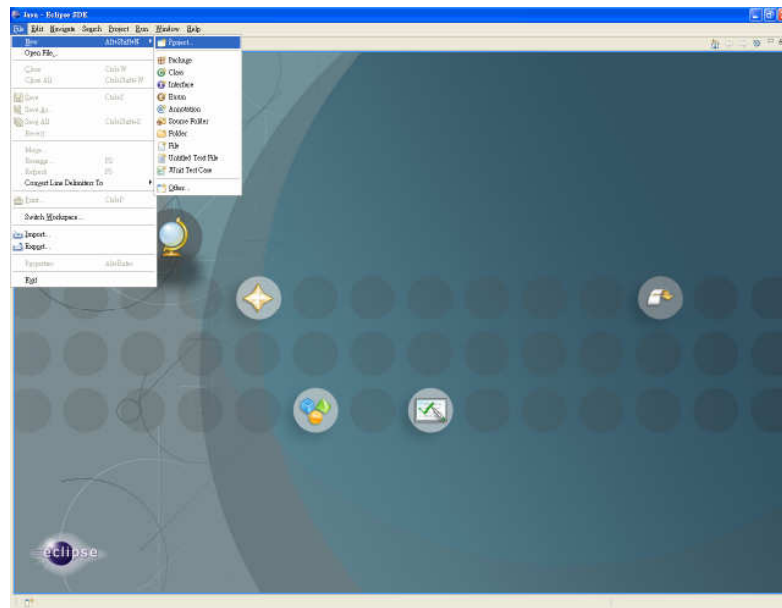 Java - Eclipse SDK
File Edit Navigate Search Project Run Window Help
New Alt+Shift+N
Open File...
Close Ctrl+W
Close All Ctrl+Shift+W
Save Ctrl+S
Save As...
Save All Ctrl+Shift+S
Revert
Move...
Rename... F2
Refresh F5
Convert Line Delimiters To
Print... Ctrl+P
Switch Workspace...
Import...
Export...
Properties Alt+Enter
Exit
Project...
Package
Class
Interface
Enum
Annotation
Source Folder
Folder
File
Untitled Text File
JUnit Test Case
Other...
eclipse